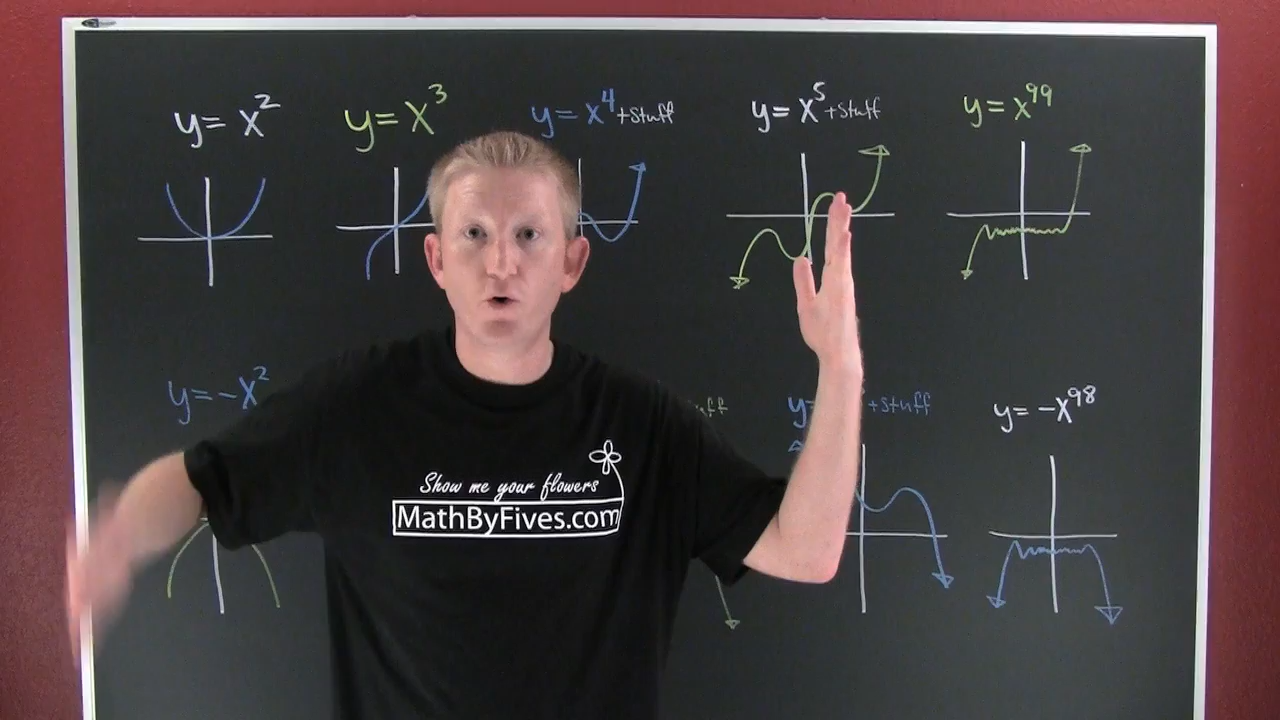 y = x²
y = x³
y = x⁴ + stuff
y = x⁵ + stuff
y = x⁹⁹
y = -x²
y
+ stuff
y = -x⁹⁸
Show me your flowers
MathByFives.com